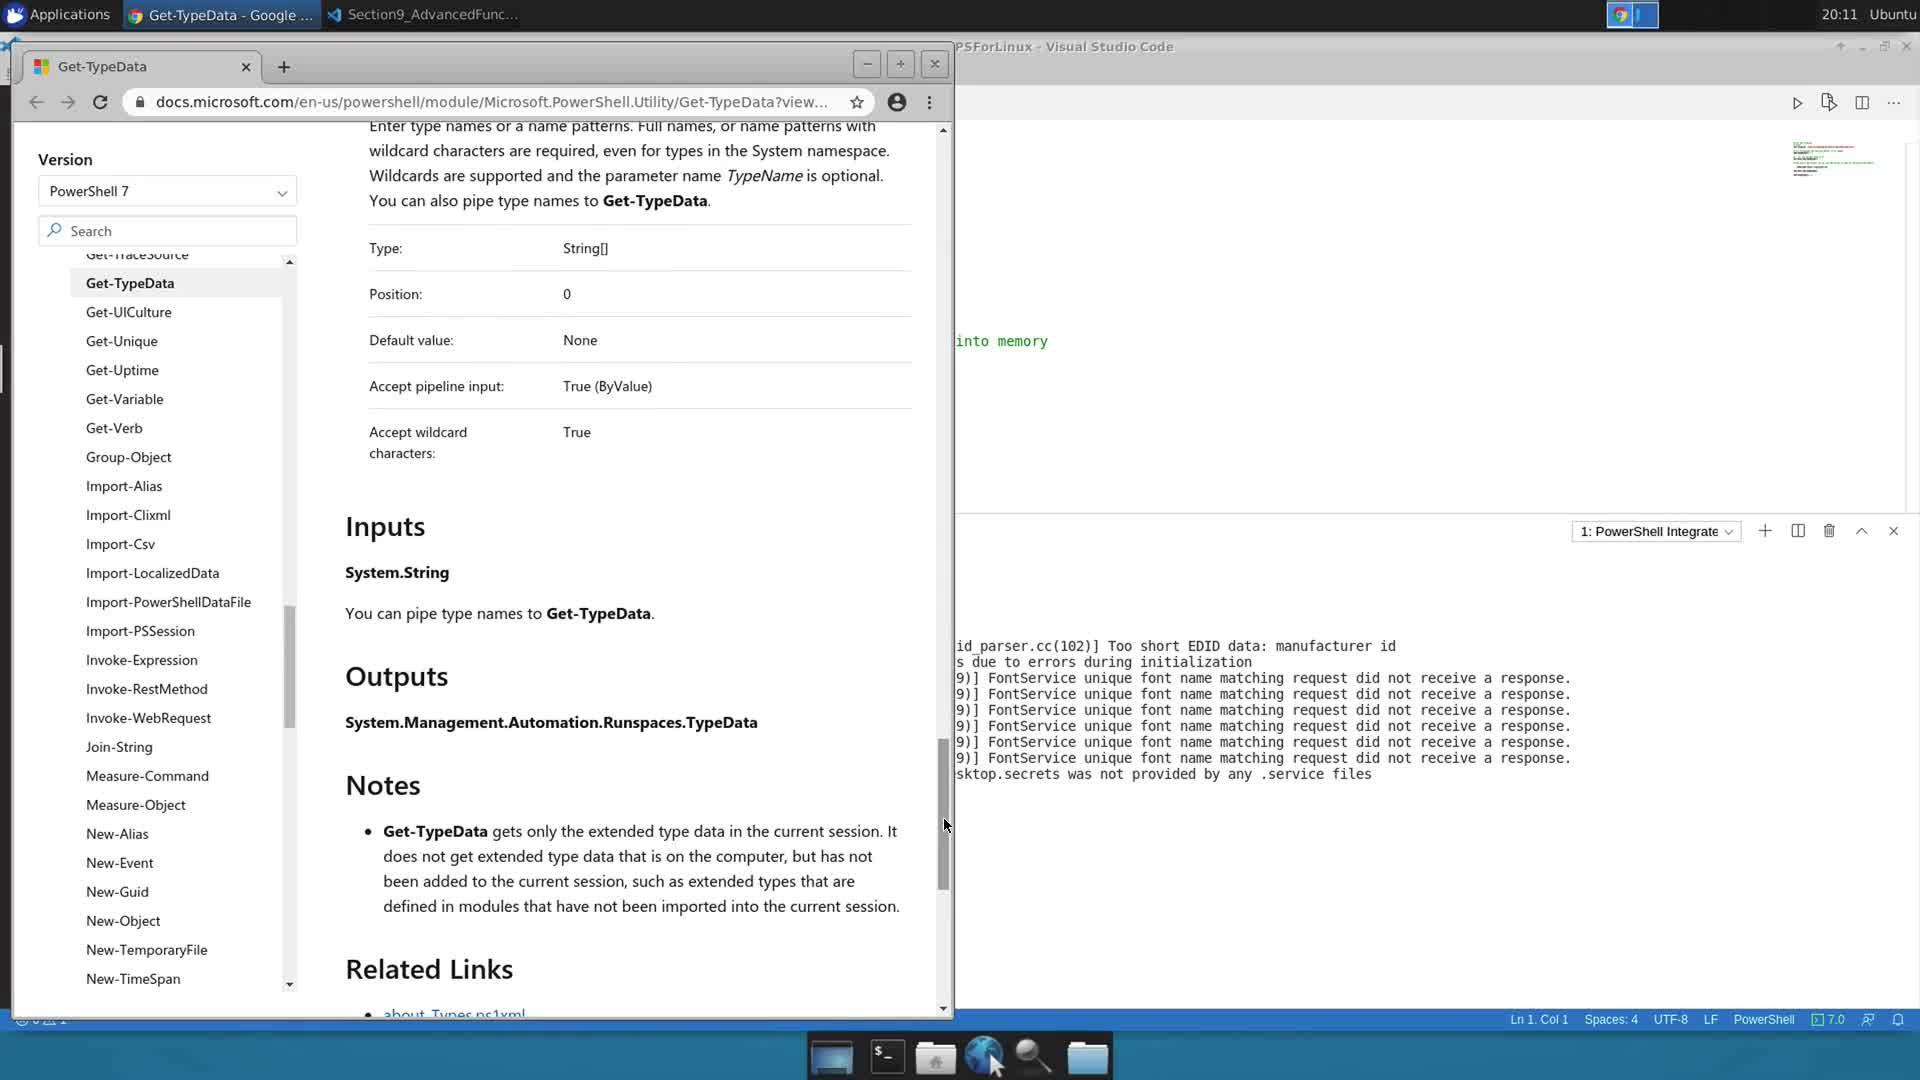 Applications
Get-TypeData - Google ...
Section9_AdvancedFunc...
20:11 Ubuntu
PSForLinux - Visual Studio Code
Get-TypeData
docs.microsoft.com/en-us/powershell/module/Microsoft.PowerShell.Utility/Get-TypeData?view...
Version
PowerShell 7
Search
Get-TraceSource
Get-TypeData
Get-UICulture
Get-Unique
Get-Uptime
Get-Variable
Get-Verb
Group-Object
Import-Alias
Import-Clixml
Import-Csv
Import-LocalizedData
Import-PowerShellDataFile
Import-PSSession
Invoke-Expression
Invoke-RestMethod
Invoke-WebRequest
Join-String
Measure-Command
Measure-Object
New-Alias
New-Event
New-Guid
New-Object
New-TemporaryFile
New-TimeSpan
Enter type names or a name patterns. Full names, or name patterns with
wildcard characters are required, even for types in the System namespace.
Wildcards are supported and the parameter name TypeName is optional.
You can also pipe type names to Get-TypeData.
Type: String[]
Position: 0
Default value: None
Accept pipeline input: True (ByValue)
Accept wildcard True
characters:
Inputs
System.String
You can pipe type names to Get-TypeData.
Outputs
System.Management.Automation.Runspaces.TypeData
Notes
• Get-TypeData gets only the extended type data in the current session. It
does not get extended type data that is on the computer, but has not
been added to the current session, such as extended types that are
defined in modules that have not been imported into the current session.
Related Links
• about_Types.ps1xml
into memory
1: PowerShell Integrate
id_parser.cc(102)] Too short EDID data: manufacturer id
s due to errors during initialization
9)] FontService unique font name matching request did not receive a response.
9)] FontService unique font name matching request did not receive a response.
9)] FontService unique font name matching request did not receive a response.
9)] FontService unique font name matching request did not receive a response.
9)] FontService unique font name matching request did not receive a response.
9)] FontService unique font name matching request did not receive a response.
esktop.secrets was not provided by any .service files
Ln 1, Col 1 Spaces: 4 UTF-8 LF PowerShell 7.0